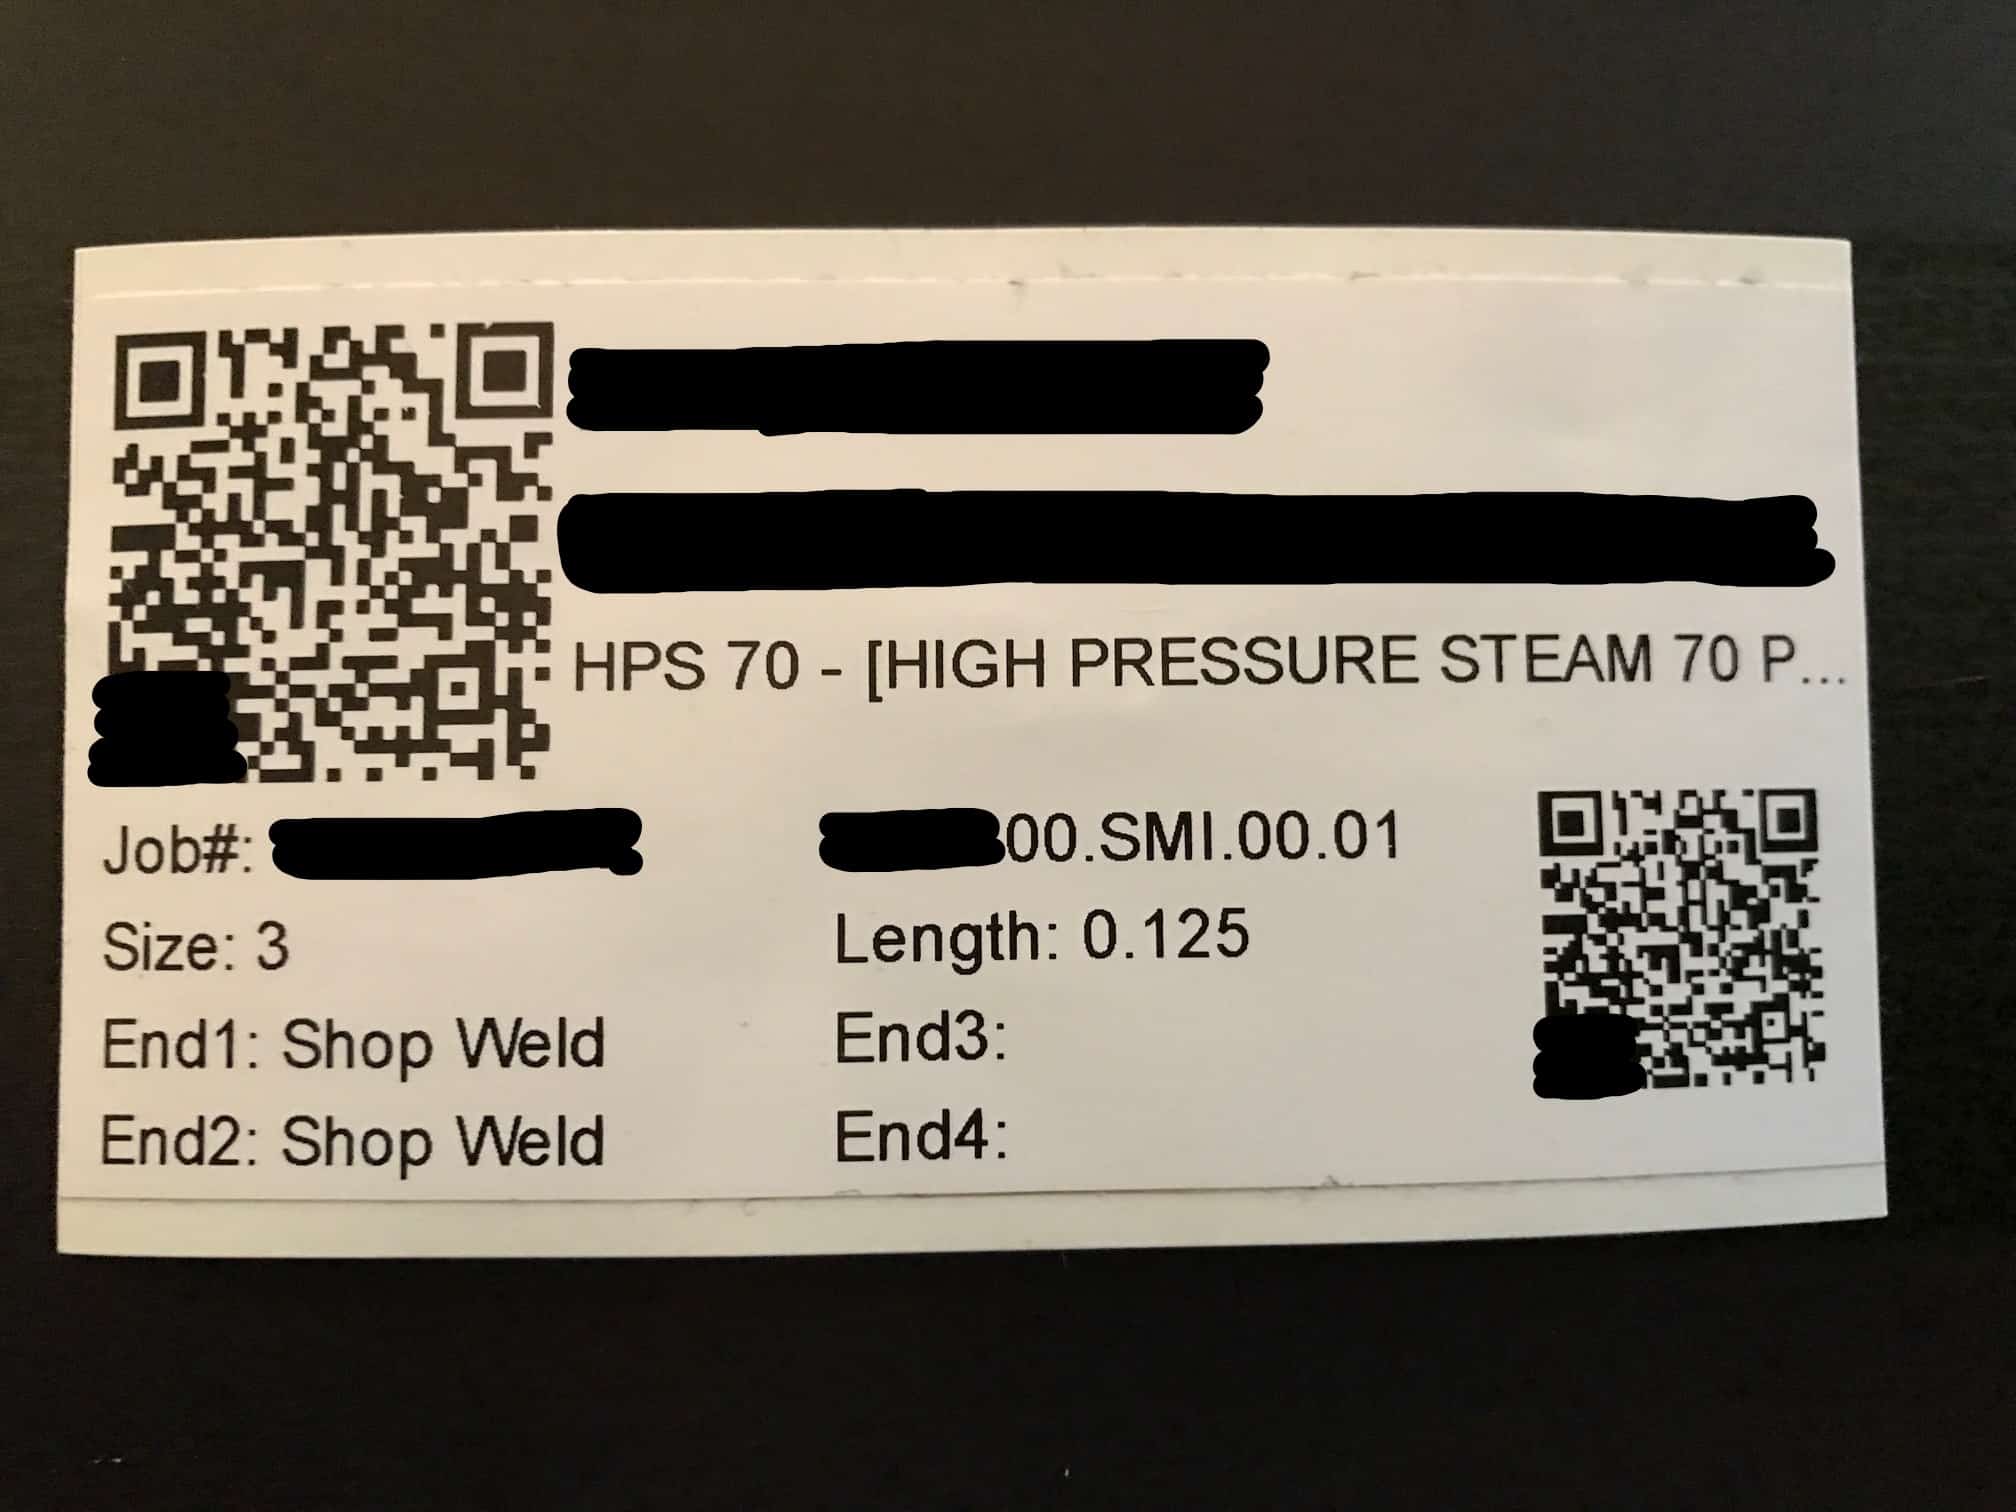 HPS 70 - [HIGH PRESSURE STEAM 70 P...
Job#:
00.SMI.00.01
Size: 3
Length: 0.125
End1: Shop Weld
End3:
End2: Shop Weld
End4: